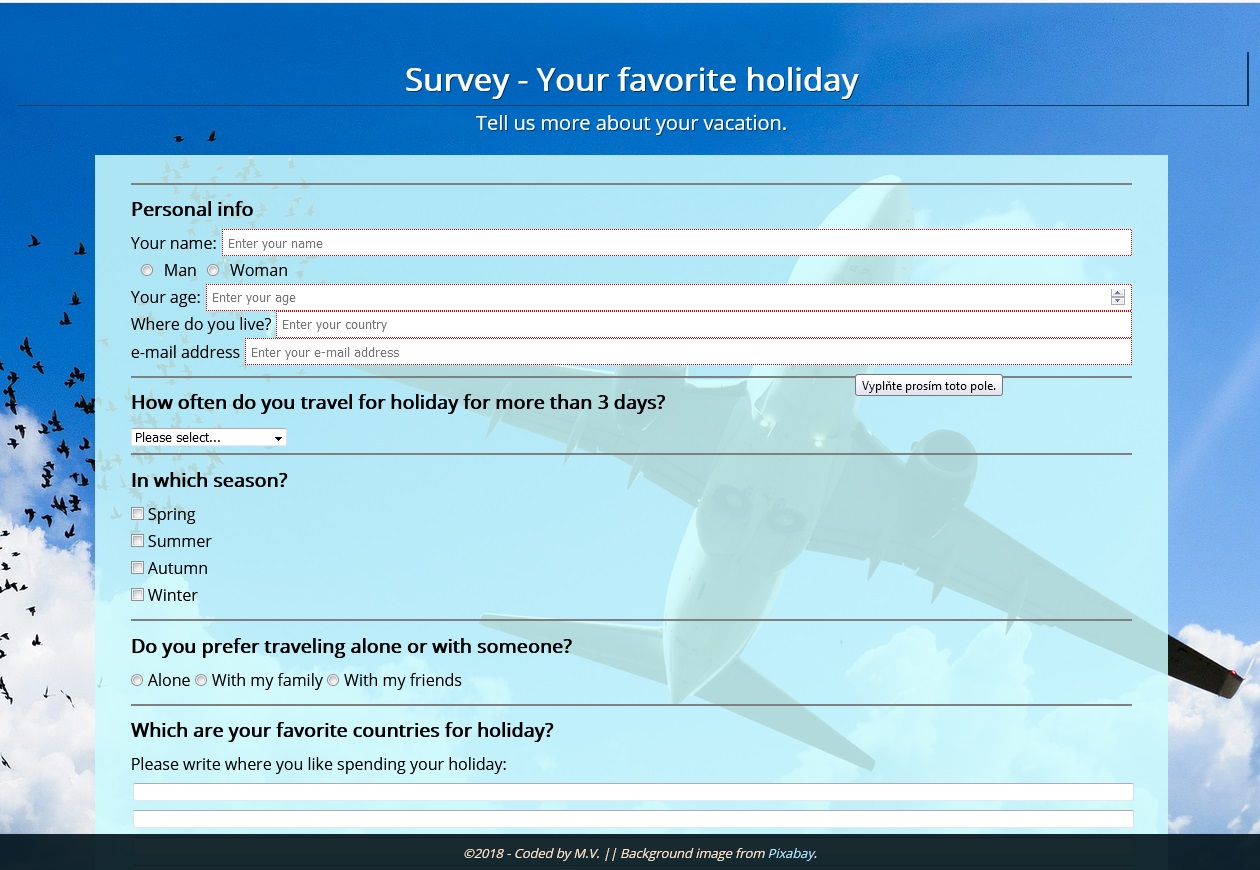 Survey - Your favorite holiday
Tell us more about your vacation.
Personal info
Your name: Enter your name
Man Woman
Your age: Enter your age
Where do you live? Enter your country
e-mail address Enter your e-mail address
Vyplňte prosím toto pole.
How often do you travel for holiday for more than 3 days?
Please select...
In which season?
Spring
Summer
Autumn
Winter
Do you prefer traveling alone or with someone?
Alone With my family With my friends
Which are your favorite countries for holiday?
Please write where you like spending your holiday:
©2018 - Coded by M.V. || Background image from Pixabay.